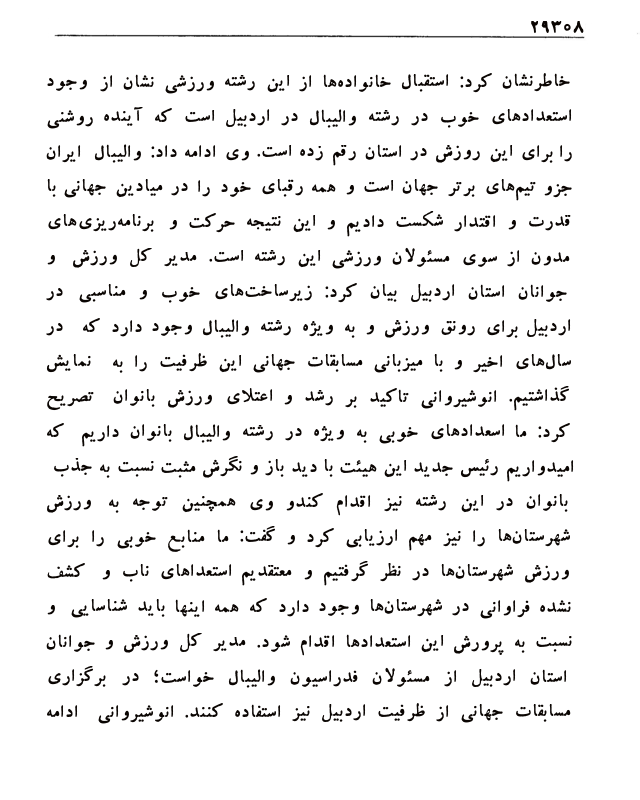 ۲۹۳۰۸
خاطرنشان کرد: استقبال خانواده‌ها از این رشته ورزشی نشان از وجود
استعدادهای خوب در رشته والیبال در اردبیل است که آینده روشنی
را برای این روزش در استان رقم زده است. وی ادامه داد: والیبال ایران
جزو تیم‌های برتر جهان است و همه رقبای خود را در میادین جهانی با
قدرت و اقتدار شکست دادیم و این نتیجه حرکت و برنامه‌ریزی‌های
مدون از سوی مسئولان ورزشی این رشته است. مدیر کل ورزش و
جوانان استان اردبیل بیان کرد: زیرساخت‌های خوب و مناسبی در
اردبیل برای رونق ورزش و به ویژه رشته والیبال وجود دارد که در
سال‌های اخیر و با میزبانی مسابقات جهانی این ظرفیت را به نمایش
گذاشتیم. انوشیروانی تاکید بر رشد و اعتلای ورزش بانوان تصریح
کرد: ما اسعدادهای خوبی به ویژه در رشته والیبال بانوان داریم که
امیدواریم رئیس جدید این هیئت با دید باز و نگرش مثبت نسبت به جذب
بانوان در این رشته نیز اقدام کندو وی همچنین توجه به ورزش
شهرستان‌ها را نیز مهم ارزیابی کرد و گفت: ما منابع خوبی را برای
ورزش شهرستان‌ها در نظر گرفتیم و معتقدیم استعداهای ناب و کشف
نشده فراوانی در شهرستان‌ها وجود دارد که همه اینها باید شناسایی و
نسبت به پرورش این استعدادها اقدام شود. مدیر کل ورزش و جوانان
استان اردبیل از مسئولان فدراسیون والیبال خواست؛ در برگزاری
مسابقات جهانی از ظرفیت اردبیل نیز استفاده کنند. انوشیروانی ادامه